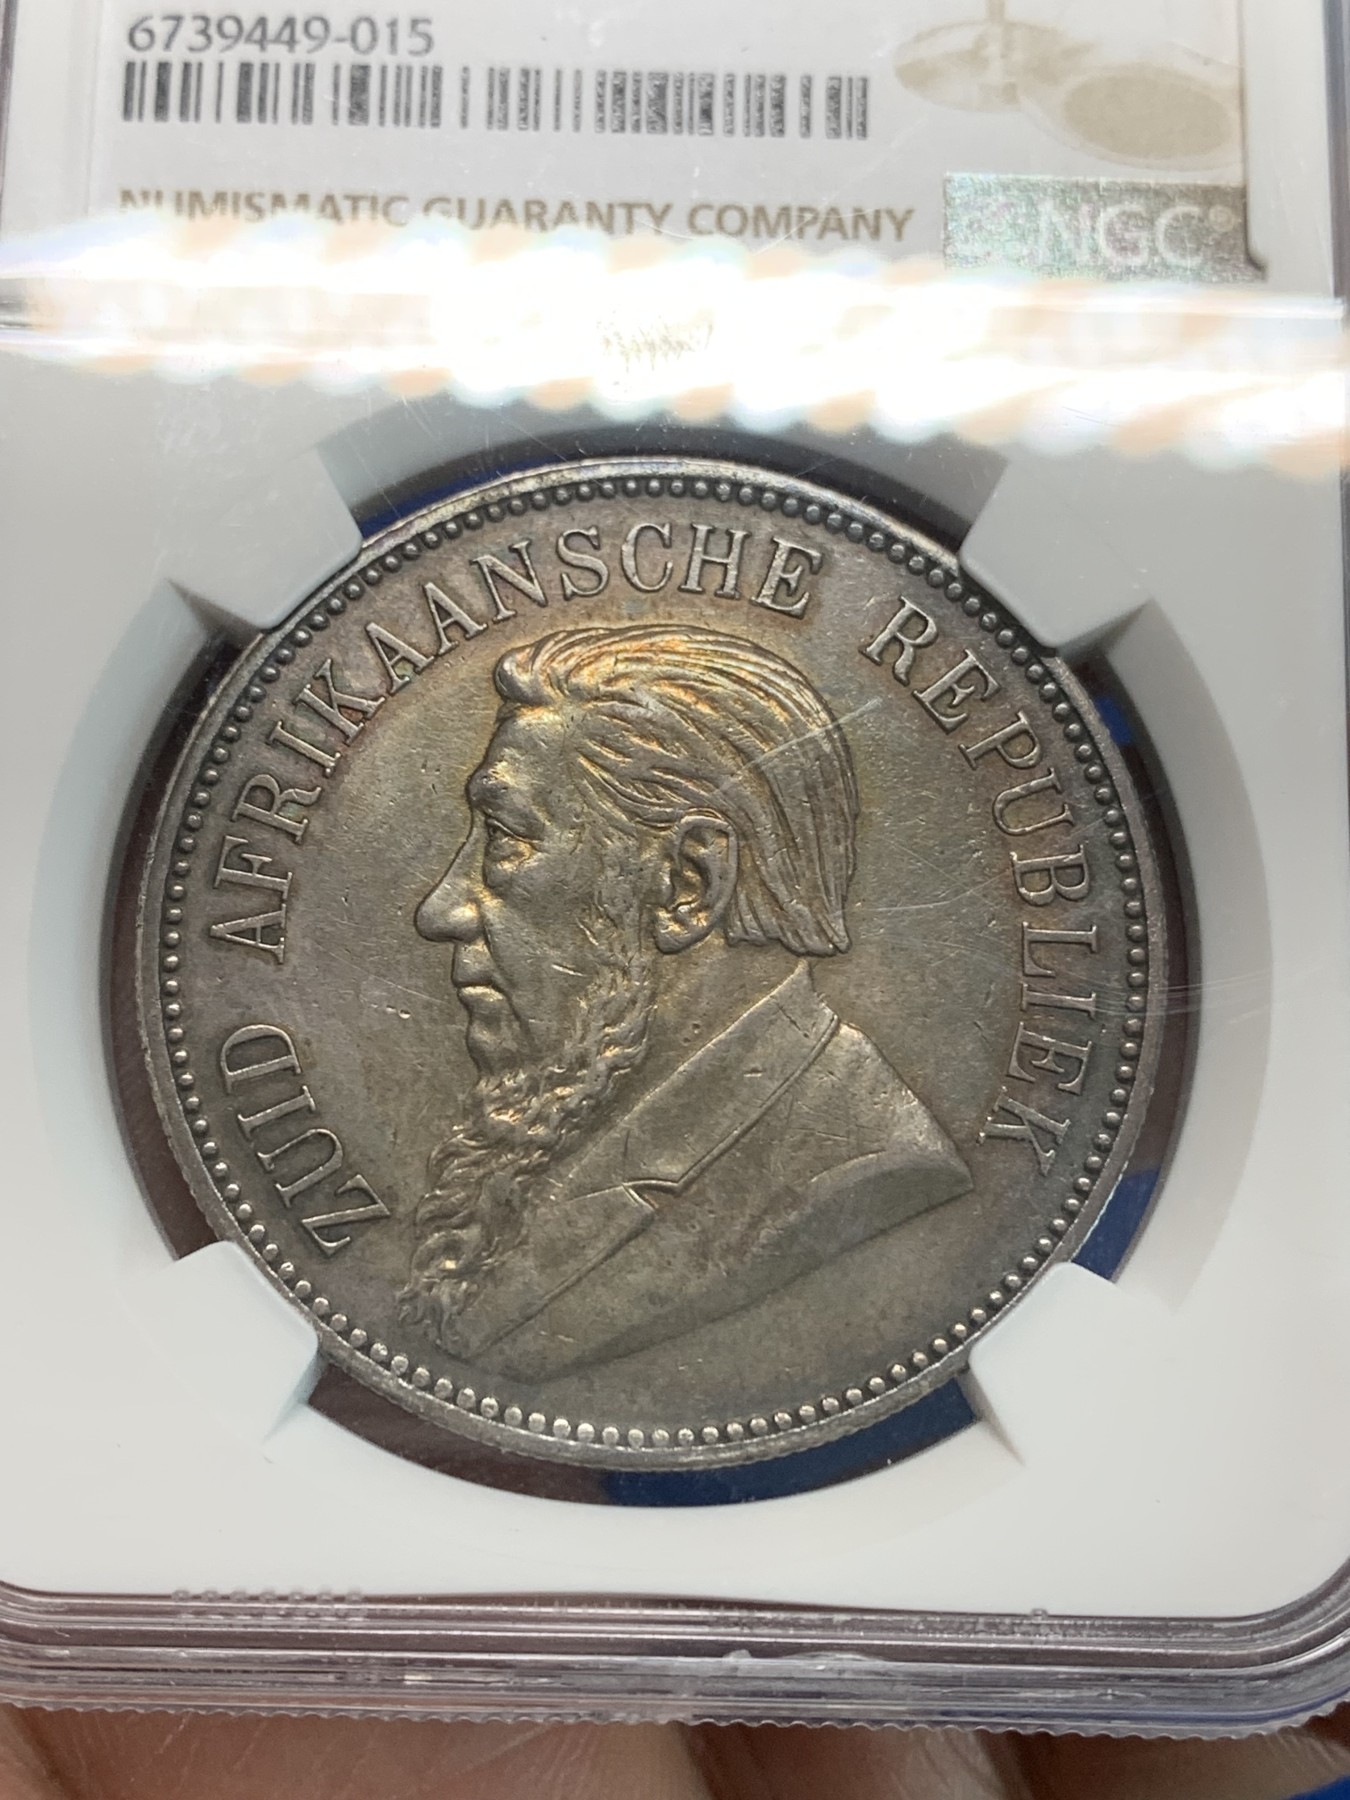 6739449-015
NUMISMATIC GUARANTY COMPANY
NGC®
ZUID AFRIKAANSCHE REPUBLIEK